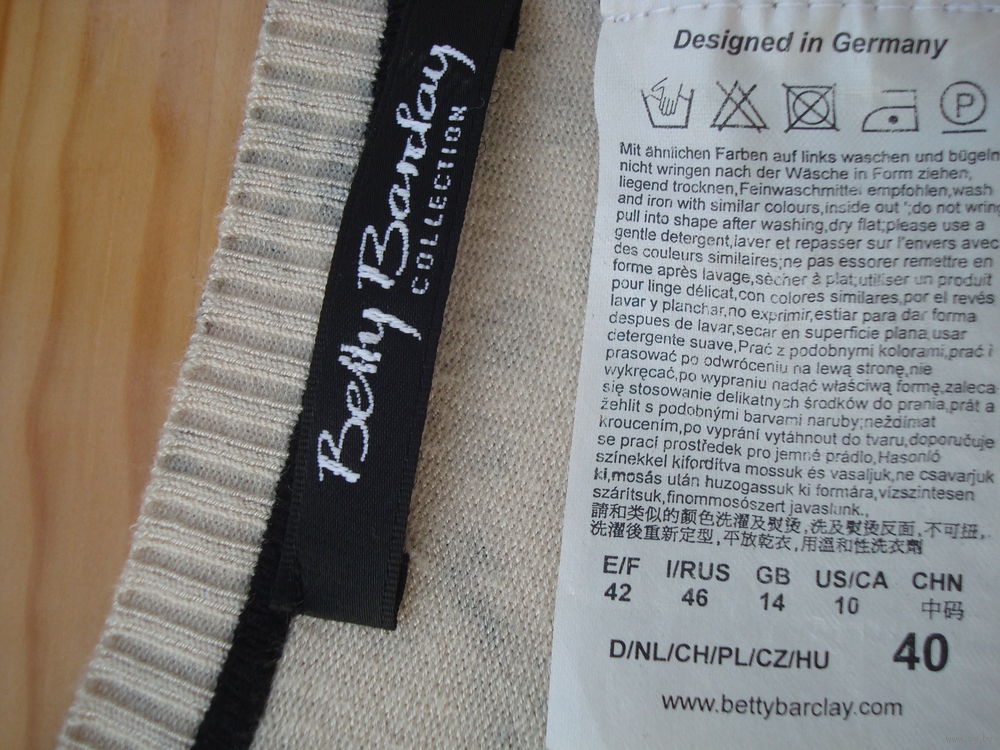 Betty Barclay
COLLECTION
Designed in Germany
P
Mit ähnlichen Farben auf links waschen und bügeln
nicht wringen nach der Wäsche in Form ziehen,
liegend trocknen,Feinwaschmittel empfohlen,wash
and iron with similar colours,inside out ';do not wring
pull into shape after washing,dry flat;please use a
gentle detergent,laver et repasser sur l'envers avec
des couleurs similaires;ne pas essorer remettre en
forme après lavage,sècher à plat;utiliser un produit
pour linge délicat,con colores similares,por el revés
lavar y planchar,no exprimir,estiar para dar forma
despues de lavar,secar en superficie plana,usar
detergente suave,Prać z podobnymi kolorami,prać i
prasować po odwróceniu na lewą stronę,nie
wykręcać,po wypraniu nadać właściwą formę,zaleca
się stosowanie delikatnych środków do prania,prát a
žehlit s podobnými barvami naruby;neždímat
kroucením,po vyprání vytáhnout do tvaru,doporučuje
se prací prostředek pro jemné prádlo,Hasonló
színekkel kifordítva mossuk és vasaljuk,ne csavarjuk
ki,mosás után huzogassuk ki formára,vízszintesen
szárítsuk,finommosószert javaslunk.,
請和类似的顏色洗濯及熨烫,洗及熨烫反面,不可扭,
洗濯後重新定型,平放乾衣,用溫和性洗衣劑
E/F I/RUS GB US/CA CHN
42 46 14 10 中码
D/NL/CH/PL/CZ/HU 40
www.bettybarclay.com